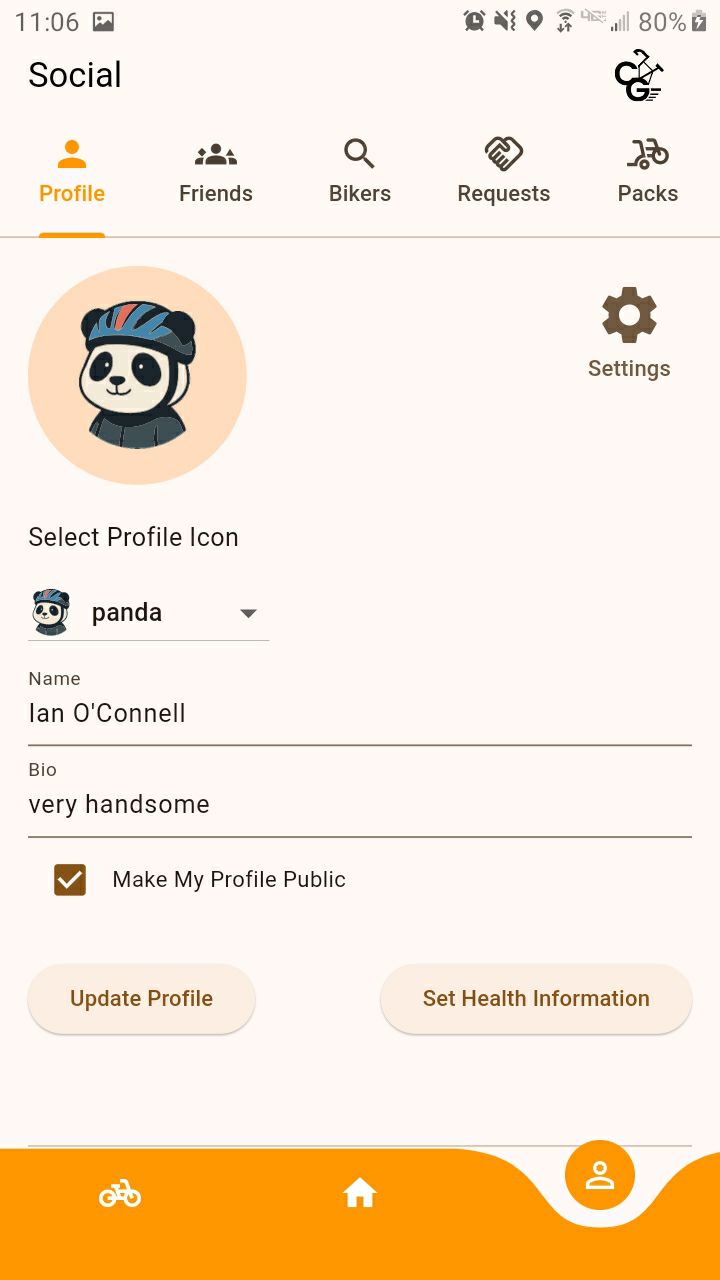 11:06 80%
Social
CG
Profile Friends Bikers Requests Packs
Settings
Select Profile Icon
panda
Name
Ian O'Connell
Bio
very handsome
Make My Profile Public
Update Profile Set Health Information